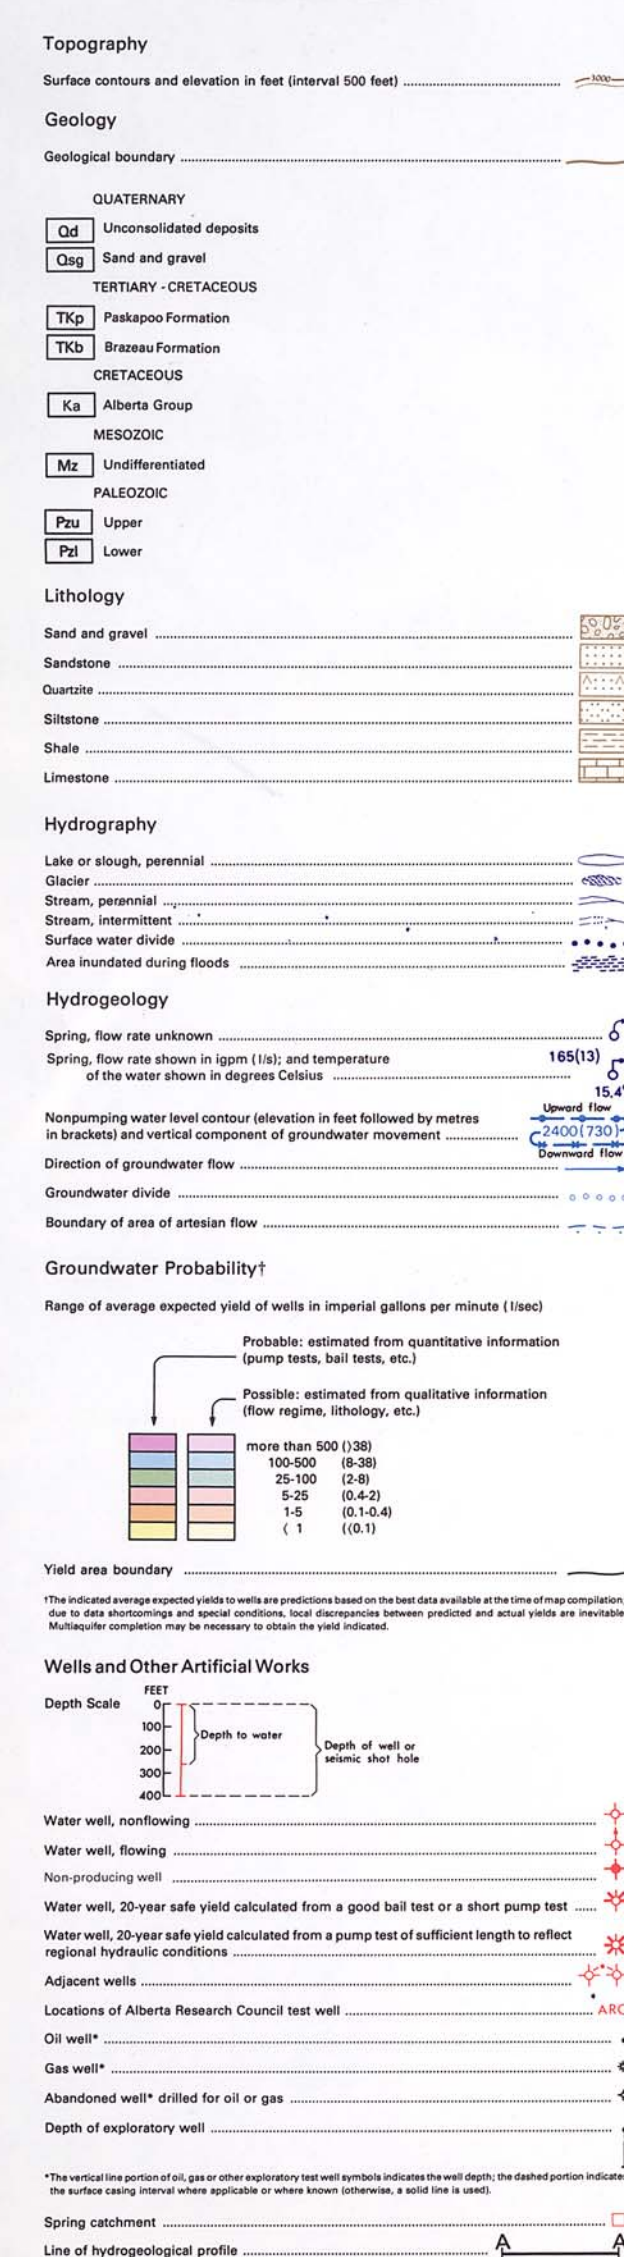 Topography
Surface contours and elevation in feet (interval 500 feet)
3000
Geology
Geological boundary
QUATERNARY
Qd Unconsolidated deposits
Qsg Sand and gravel
TERTIARY - CRETACEOUS
TKp Paskapoo Formation
TKb Brazeau Formation
CRETACEOUS
Ka Alberta Group
MESOZOIC
Mz Undifferentiated
PALEOZOIC
Pzu Upper
Pzl Lower
Lithology
Sand and gravel
Sandstone
Quartzite
Siltstone
Shale
Limestone
Hydrography
Lake or slough, perennial
Glacier
Stream, perennial
Stream, intermittent
Surface water divide
Area inundated during floods
Hydrogeology
Spring, flow rate unknown
Spring, flow rate shown in igpm (l/s); and temperature
of the water shown in degrees Celsius
165(13)
15.4°
Nonpumping water level contour (elevation in feet followed by metres
in brackets) and vertical component of groundwater movement
Upward flow
2400(730)
Downward flow
Direction of groundwater flow
Groundwater divide
Boundary of area of artesian flow
Groundwater Probability†
Range of average expected yield of wells in imperial gallons per minute (l/sec)
Probable: estimated from quantitative information
(pump tests, bail tests, etc.)
Possible: estimated from qualitative information
(flow regime, lithology, etc.)
more than 500 (⟩38)
100-500 (8-38)
25-100 (2-8)
5-25 (0.4-2)
1-5 (0.1-0.4)
⟨ 1 (⟨0.1)
Yield area boundary
†The indicated average expected yields to wells are predictions based on the best data available at the time of map compilation;
due to data shortcomings and special conditions, local discrepancies between predicted and actual yields are inevitable
Multiaquifer completion may be necessary to obtain the yield indicated.
Wells and Other Artificial Works
Depth Scale
FEET
0
100
200
300
400
Depth to water
Depth of well or
seismic shot hole
Water well, nonflowing
Water well, flowing
Non-producing well
Water well, 20-year safe yield calculated from a good bail test or a short pump test
Water well, 20-year safe yield calculated from a pump test of sufficient length to reflect
regional hydraulic conditions
Adjacent wells
Locations of Alberta Research Council test well ARC
Oil well*
Gas well*
Abandoned well* drilled for oil or gas
Depth of exploratory well
*The vertical line portion of oil, gas or other exploratory test well symbols indicates the well depth; the dashed portion indicates
the surface casing interval where applicable or where known (otherwise, a solid line is used).
Spring catchment
Line of hydrogeological profile A A